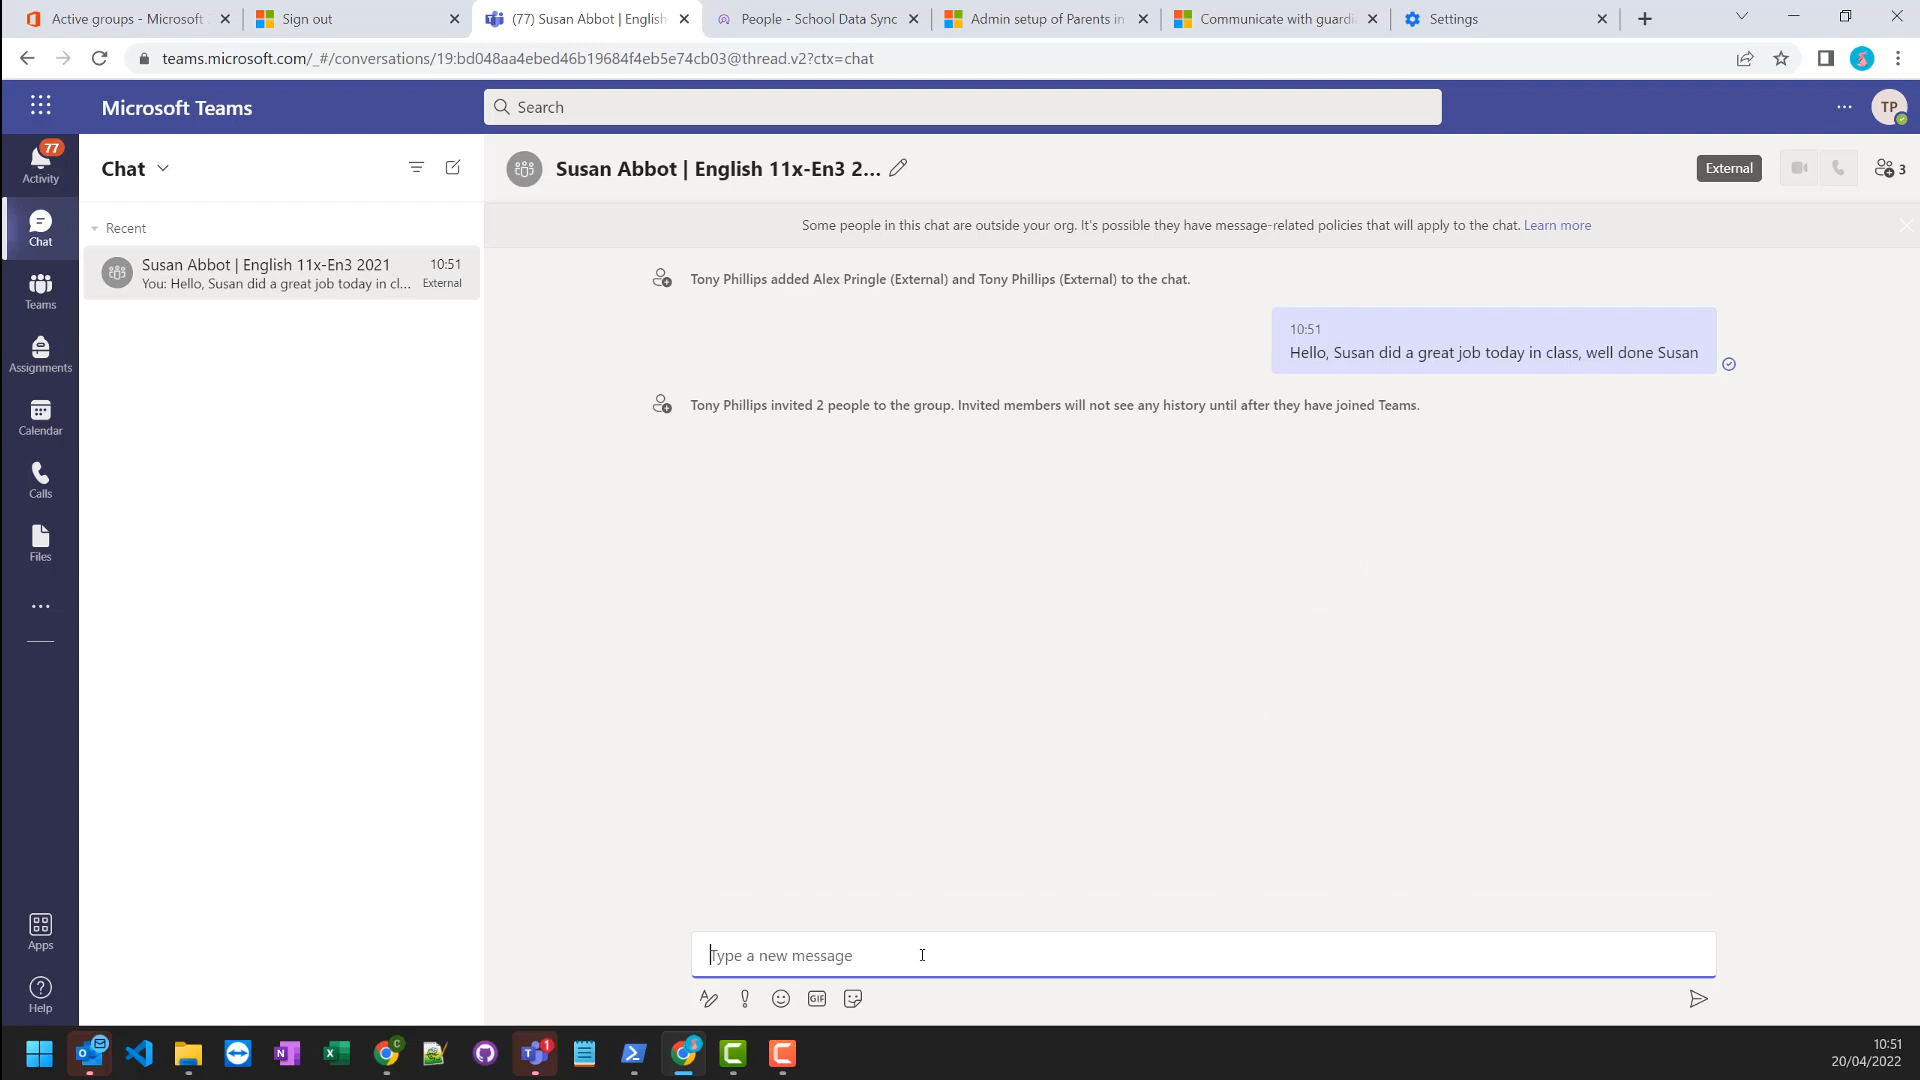 Active groups - Microsoft
Sign out
(77) Susan Abbot | English
People - School Data Sync
Admin setup of Parents in
Communicate with guardi
Settings
teams.microsoft.com/_#/conversations/19:bd048aa4ebed46b19684f4eb5e74cb03@thread.v2?ctx=chat
Microsoft Teams
Search
TP
77
Activity
Chat
Teams
Assignments
Calendar
Calls
Files
Apps
Help
Chat
Recent
Susan Abbot | English 11x-En3 2021
10:51
You: Hello, Susan did a great job today in cl...
External
Susan Abbot | English 11x-En3 2...
External
3
Some people in this chat are outside your org. It's possible they have message-related policies that will apply to the chat. Learn more
Tony Phillips added Alex Pringle (External) and Tony Phillips (External) to the chat.
10:51
Hello, Susan did a great job today in class, well done Susan
Tony Phillips invited 2 people to the group. Invited members will not see any history until after they have joined Teams.
Type a new message
GIF
10:51
20/04/2022